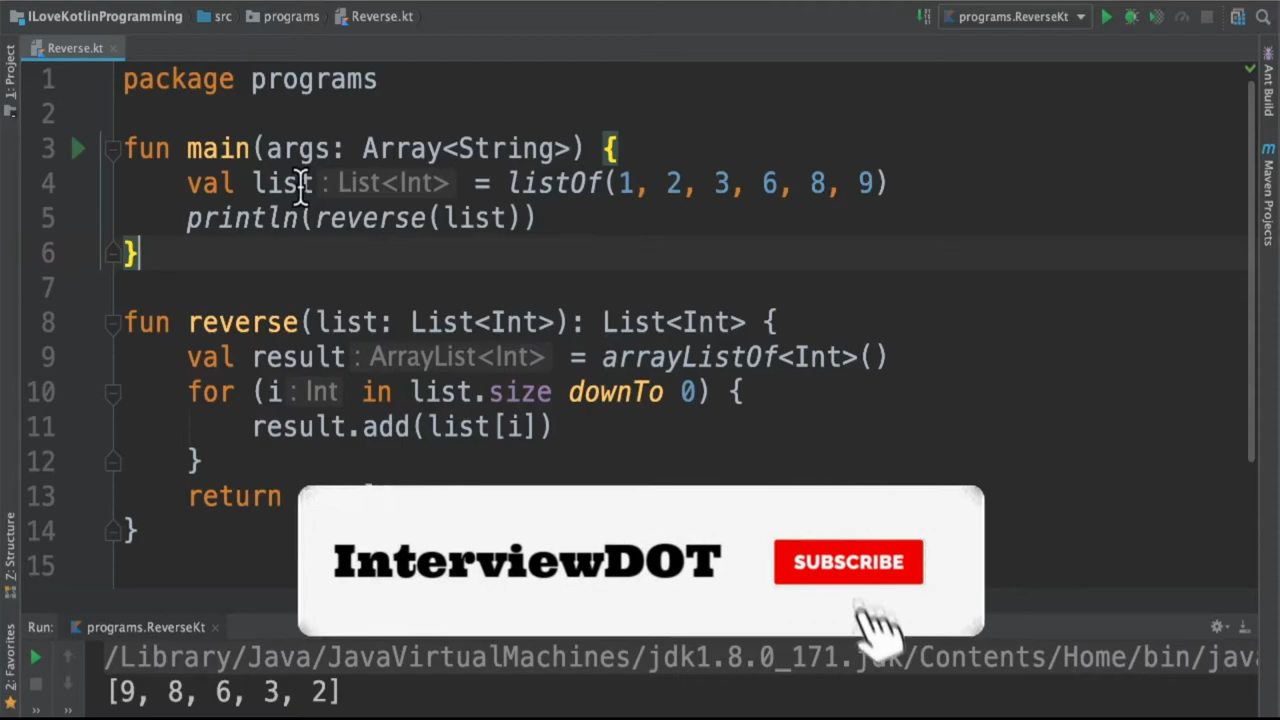 ILoveKotlinProgramming src programs Reverse.kt programs.ReverseKt
Reverse.kt
1: Project
Ant Build
Maven Projects
Z: Structure
2: Favorites
1 package programs
2
3 fun main(args: Array<String>) {
4 val list : List<Int> = listOf(1, 2, 3, 6, 8, 9)
5 println(reverse(list))
6 }
7
8 fun reverse(list: List<Int>): List<Int> {
9 val result : ArrayList<Int> = arrayListOf<Int>()
10 for (i : Int in list.size downTo 0) {
11 result.add(list[i])
12 }
13 return
14 }
15
InterviewDOT SUBSCRIBE
Run: programs.ReverseKt
/Library/Java/JavaVirtualMachines/jdk1.8.0_171.jdk/Contents/Home/bin/java
[9, 8, 6, 3, 2]